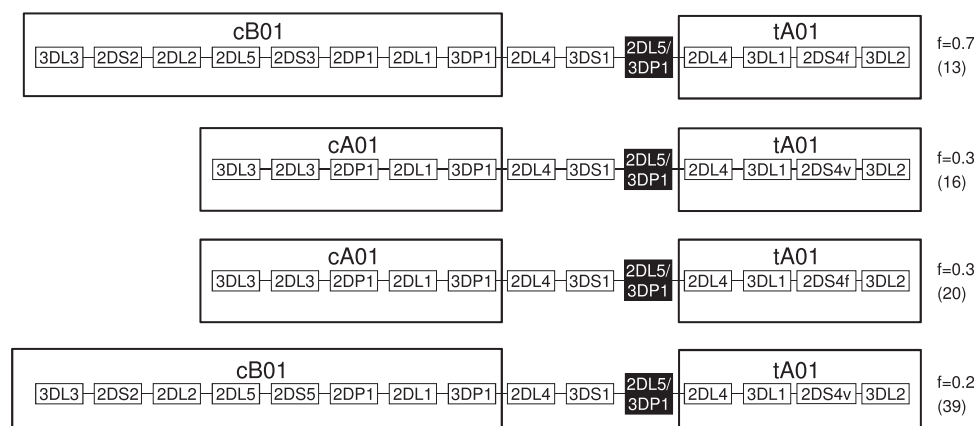 cB01 tA01
3DL3 2DS2 2DL2 2DL5 2DS3 2DP1 2DL1 3DP1 2DL4 3DS1 2DL5/ 3DP1 2DL4 3DL1 2DS4f 3DL2 f=0.7
(13)
cA01 tA01
3DL3 2DL3 2DP1 2DL1 3DP1 2DL4 3DS1 2DL5/ 3DP1 2DL4 3DL1 2DS4v 3DL2 f=0.3
(16)
cA01 tA01
3DL3 2DL3 2DP1 2DL1 3DP1 2DL4 3DS1 2DL5/ 3DP1 2DL4 3DL1 2DS4f 3DL2 f=0.3
(20)
cB01 tA01
3DL3 2DS2 2DL2 2DL5 2DS5 2DP1 2DL1 3DP1 2DL4 3DS1 2DL5/ 3DP1 2DL4 3DL1 2DS4v 3DL2 f=0.2
(39)